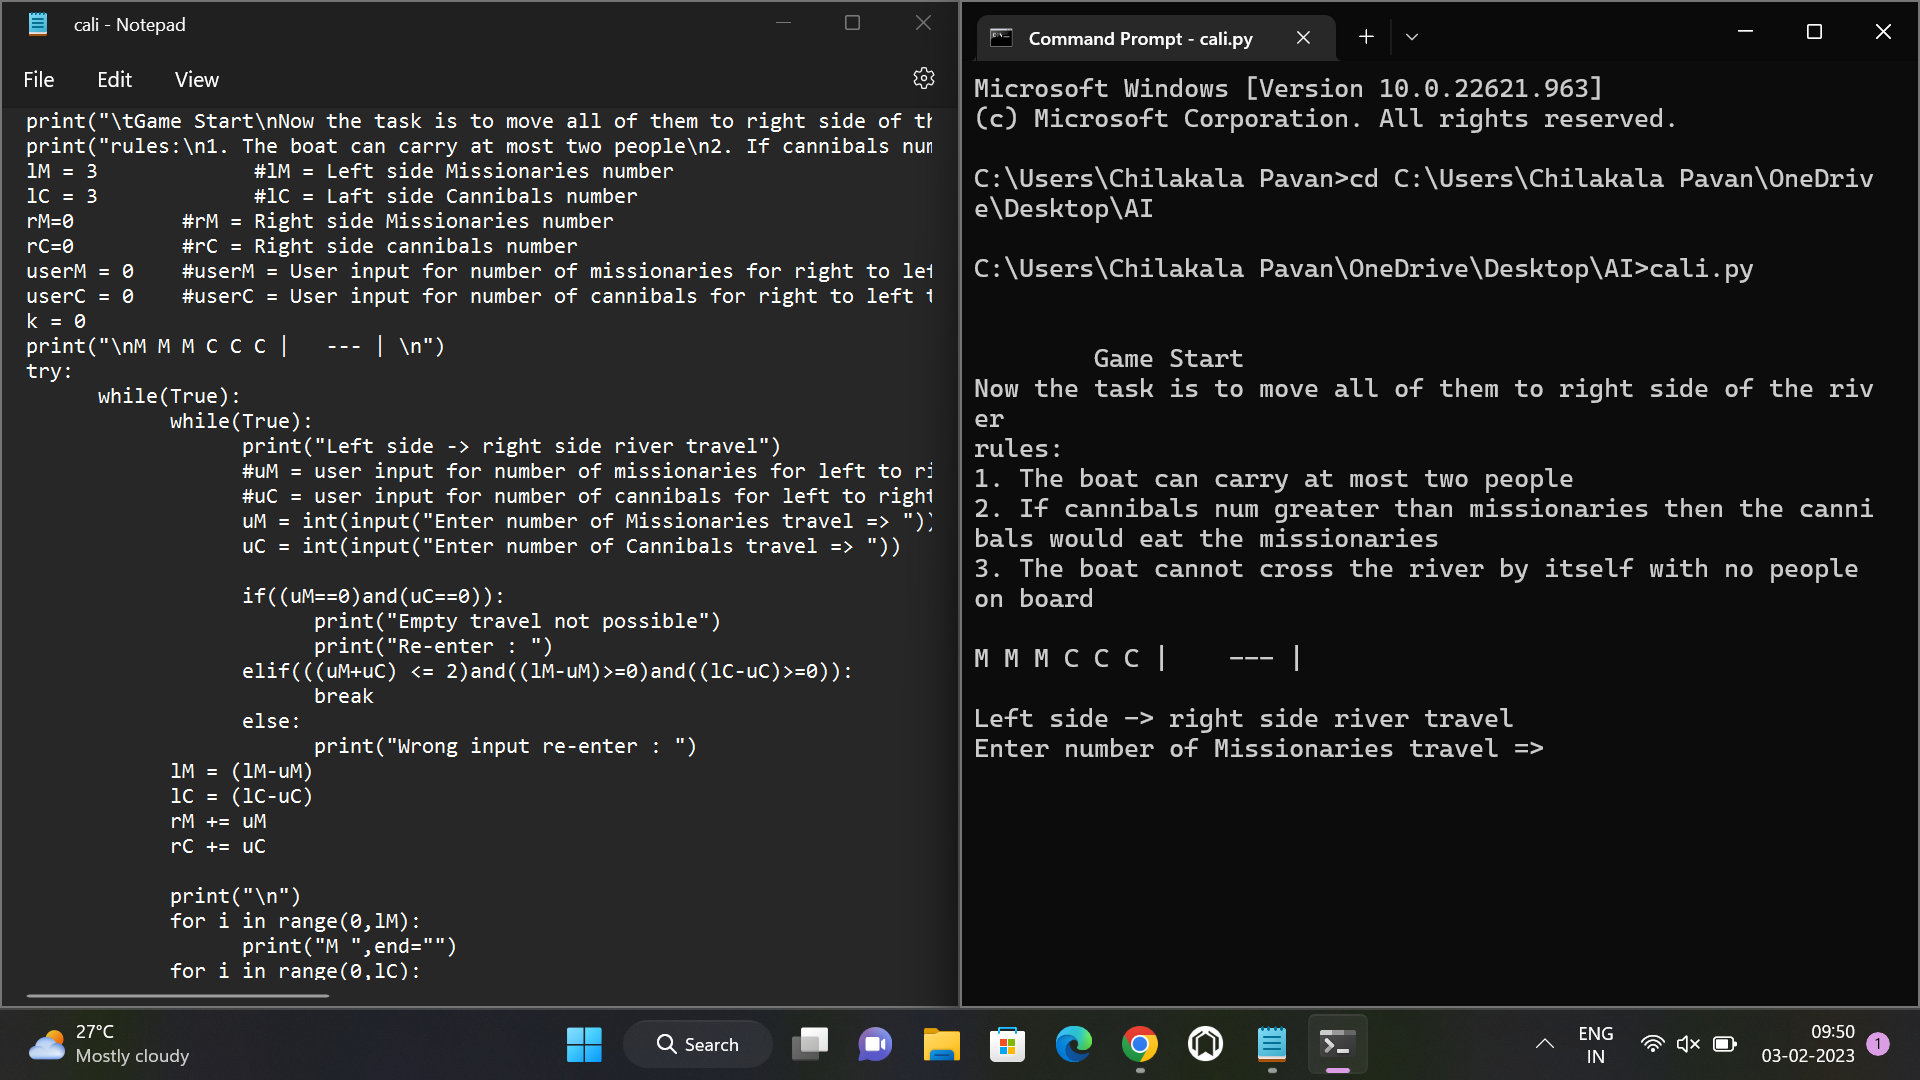 cali - Notepad
File Edit View
print("\tGame Start\nNow the task is to move all of them to right side of th
print("rules:\n1. The boat can carry at most two people\n2. If cannibals num
lM = 3 #lM = Left side Missionaries number
lC = 3 #lC = Laft side Cannibals number
rM=0 #rM = Right side Missionaries number
rC=0 #rC = Right side cannibals number
userM = 0 #userM = User input for number of missionaries for right to lef
userC = 0 #userC = User input for number of cannibals for right to left t
k = 0
print("\nM M M C C C | --- | \n")
try:
while(True):
while(True):
print("Left side -> right side river travel")
#uM = user input for number of missionaries for left to ri
#uC = user input for number of cannibals for left to right
uM = int(input("Enter number of Missionaries travel => "))
uC = int(input("Enter number of Cannibals travel => "))
if((uM==0)and(uC==0)):
print("Empty travel not possible")
print("Re-enter : ")
elif(((uM+uC) <= 2)and((lM-uM)>=0)and((lC-uC)>=0)):
break
else:
print("Wrong input re-enter : ")
lM = (lM-uM)
lC = (lC-uC)
rM += uM
rC += uC
print("\n")
for i in range(0,lM):
print("M ",end="")
for i in range(0,lC):
Command Prompt - cali.py
Microsoft Windows [Version 10.0.22621.963]
(c) Microsoft Corporation. All rights reserved.
C:\Users\Chilakala Pavan>cd C:\Users\Chilakala Pavan\OneDriv
e\Desktop\AI
C:\Users\Chilakala Pavan\OneDrive\Desktop\AI>cali.py
Game Start
Now the task is to move all of them to right side of the riv
er
rules:
1. The boat can carry at most two people
2. If cannibals num greater than missionaries then the canni
bals would eat the missionaries
3. The boat cannot cross the river by itself with no people
on board
M M M C C C | --- |
Left side -> right side river travel
Enter number of Missionaries travel =>
27°C
Mostly cloudy
Search
ENG
IN
09:50
03-02-2023
1